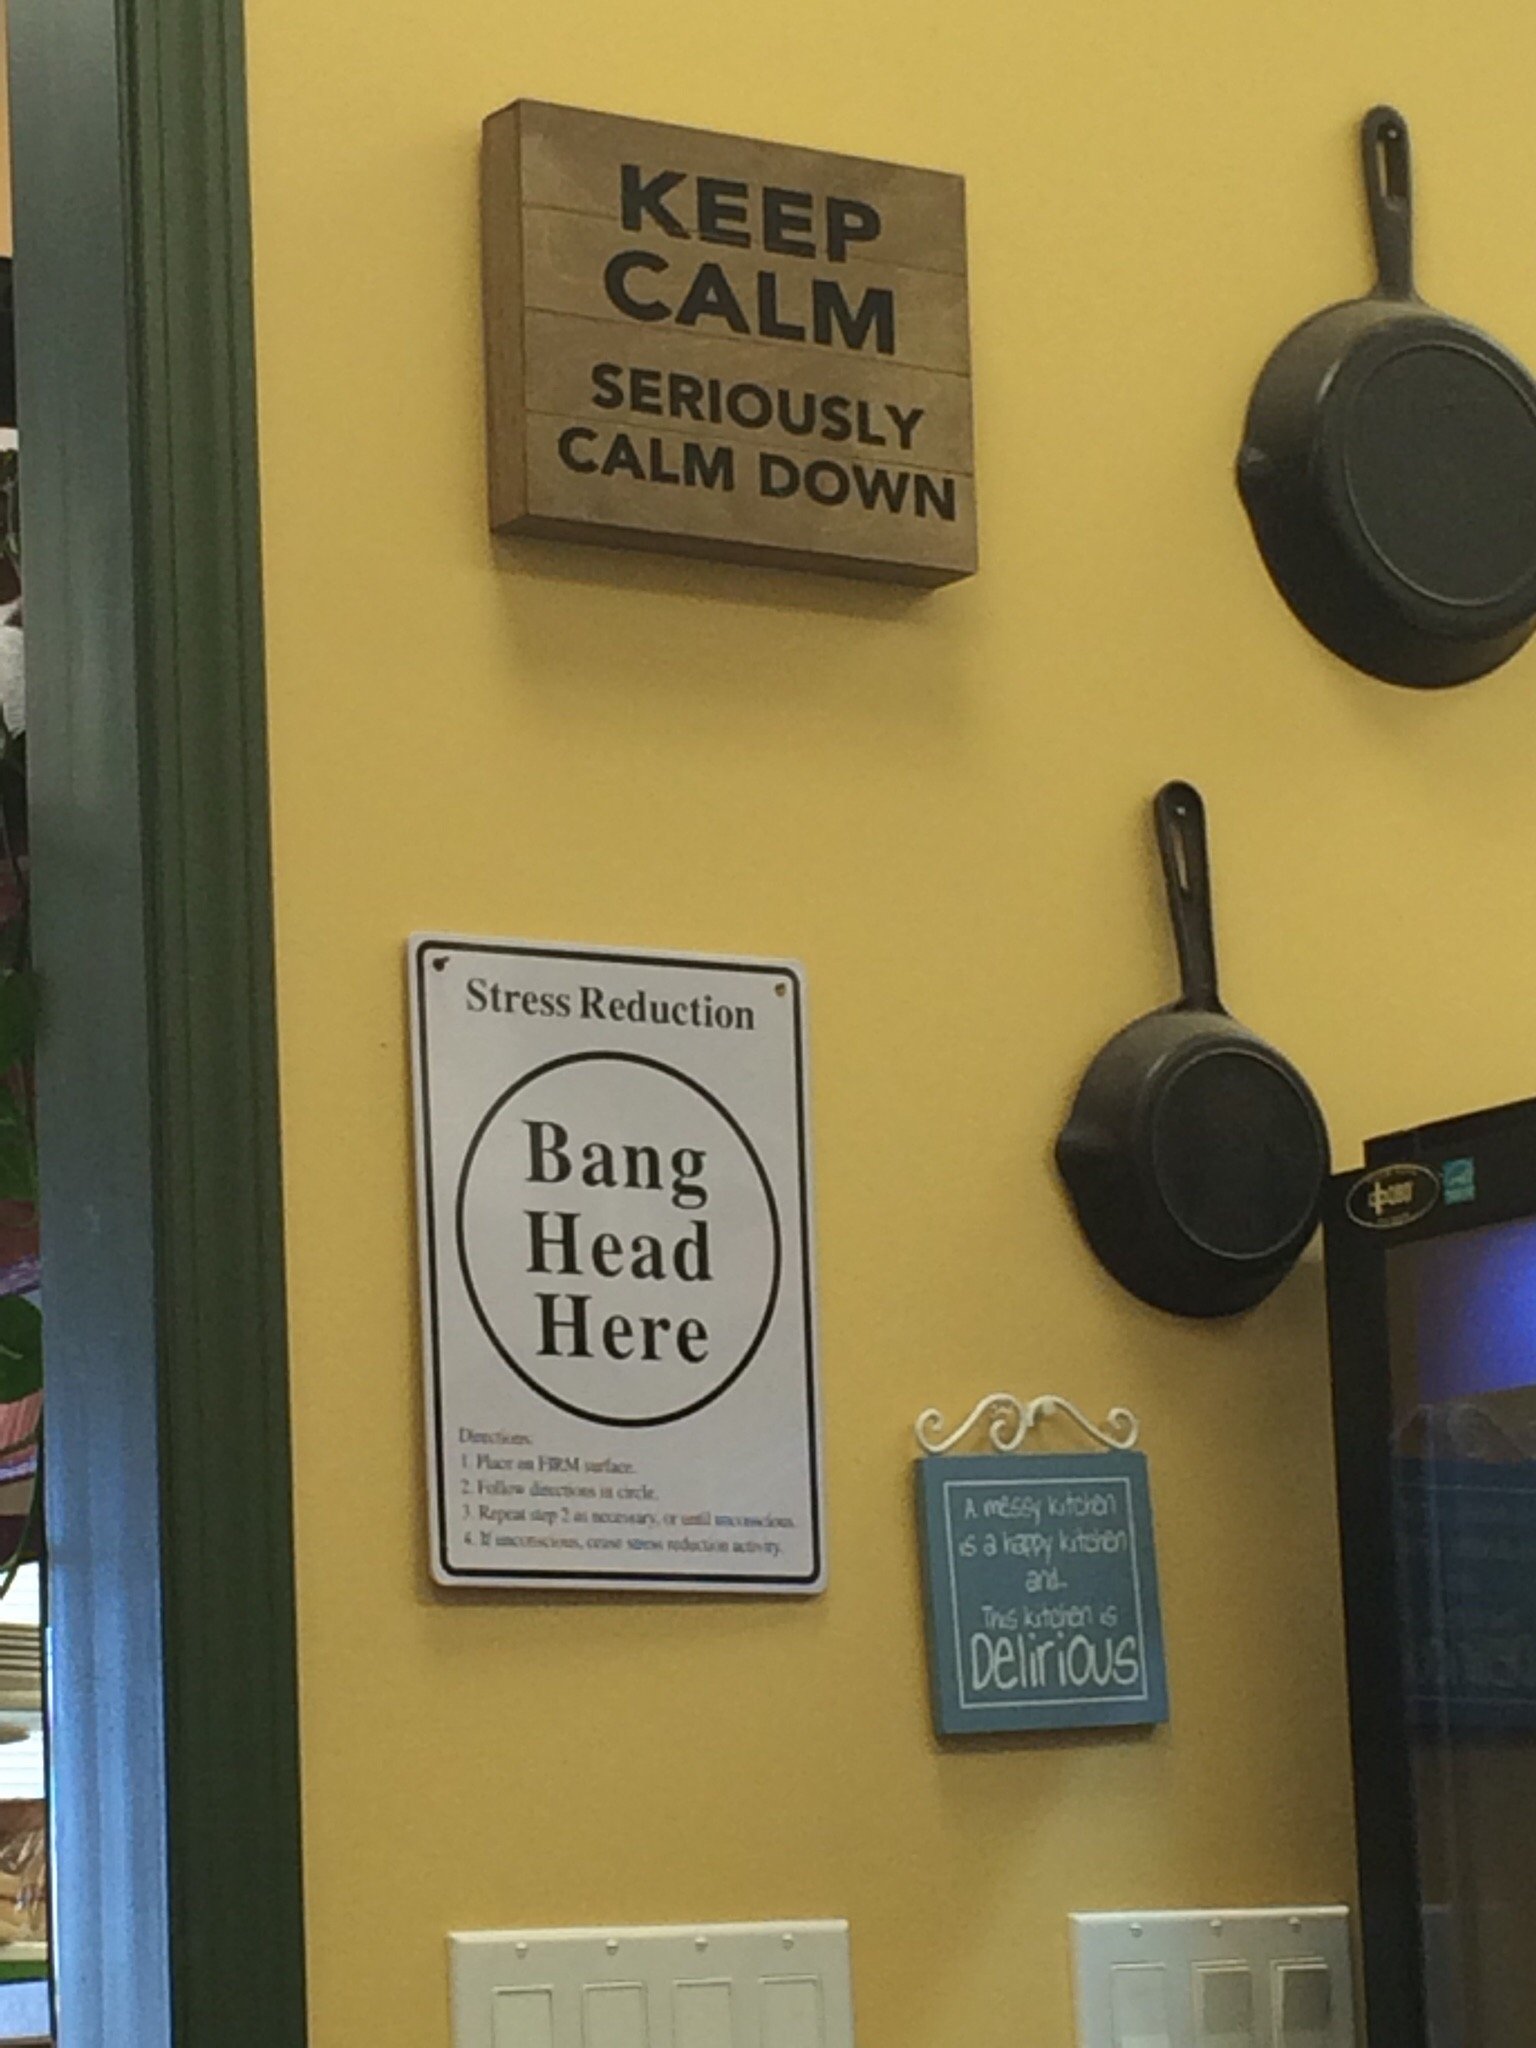 KEEP
CALM
SERIOUSLY
CALM DOWN
Stress Reduction
Bang
Head
Here
Directions:
1. Place on FIRM surface.
2. Follow directions in circle.
3. Repeat step 2 as necessary, or until unconscious.
4. If unconscious, cease stress reduction activity.
A messy kitchen
is a happy kitchen
and...
This kitchen is
Delirious